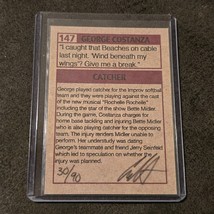 147 GEORGE COSTANZA
"I caught that Beaches on cable
last night. 'Wind beneath my
wings'? Give me a break."
CATCHER
George played catcher for the Improv softball
team and they were playing against the cast
of the new musical "Rochelle Rochelle"
including the star of the show Bette Midler.
During the game, Costanza charges for
home base tackling and injuring Bette Midler
who is also playing catcher for the opposing
team. The injury renders Midler unable to
perform. Her understudy was dating
George's teammate and friend Jerry Seinfeld
which led to speculation on whether the
injury was planned.
30/90